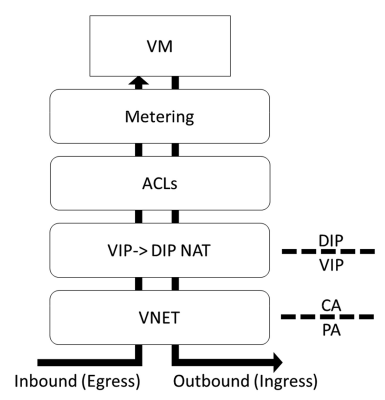 VM
Metering
ACLs
VIP-> DIP NAT
DIP
VIP
VNET
CA
PA
Inbound (Egress)
Outbound (Ingress)